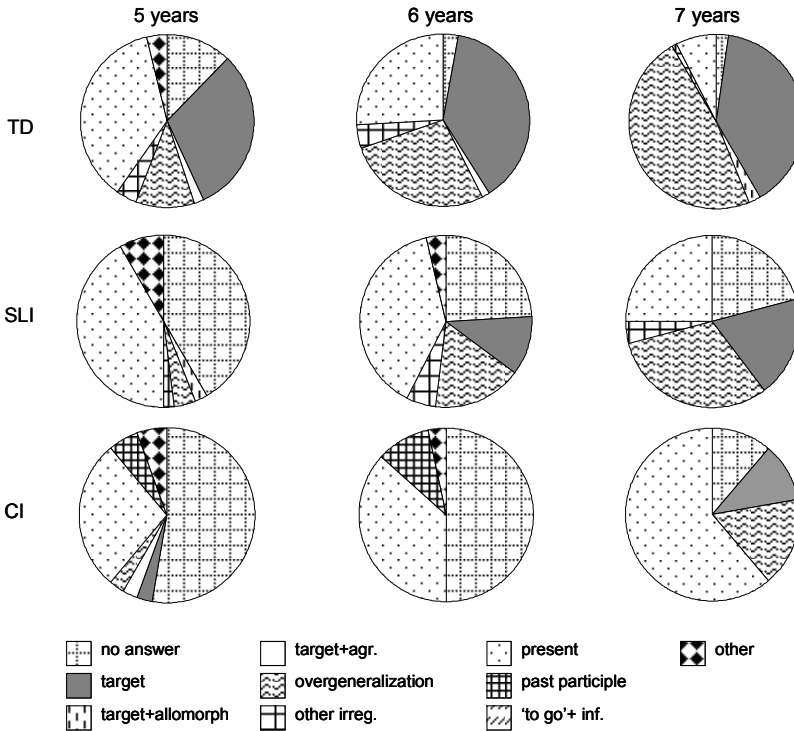 5 years 6 years 7 years
TD
SLI
CI
no answer target+agr. present other
target overgeneralization past participle
target+allomorph other irreg. ‘to go’+ inf.